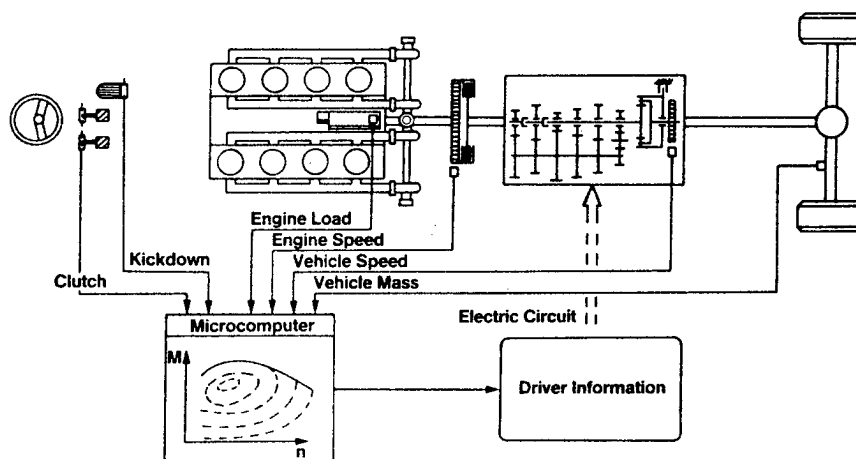 Engine Load
Engine Speed
Kickdown
Vehicle Speed
Clutch
Vehicle Mass
Microcomputer
Electric Circuit
M
n
Driver Information